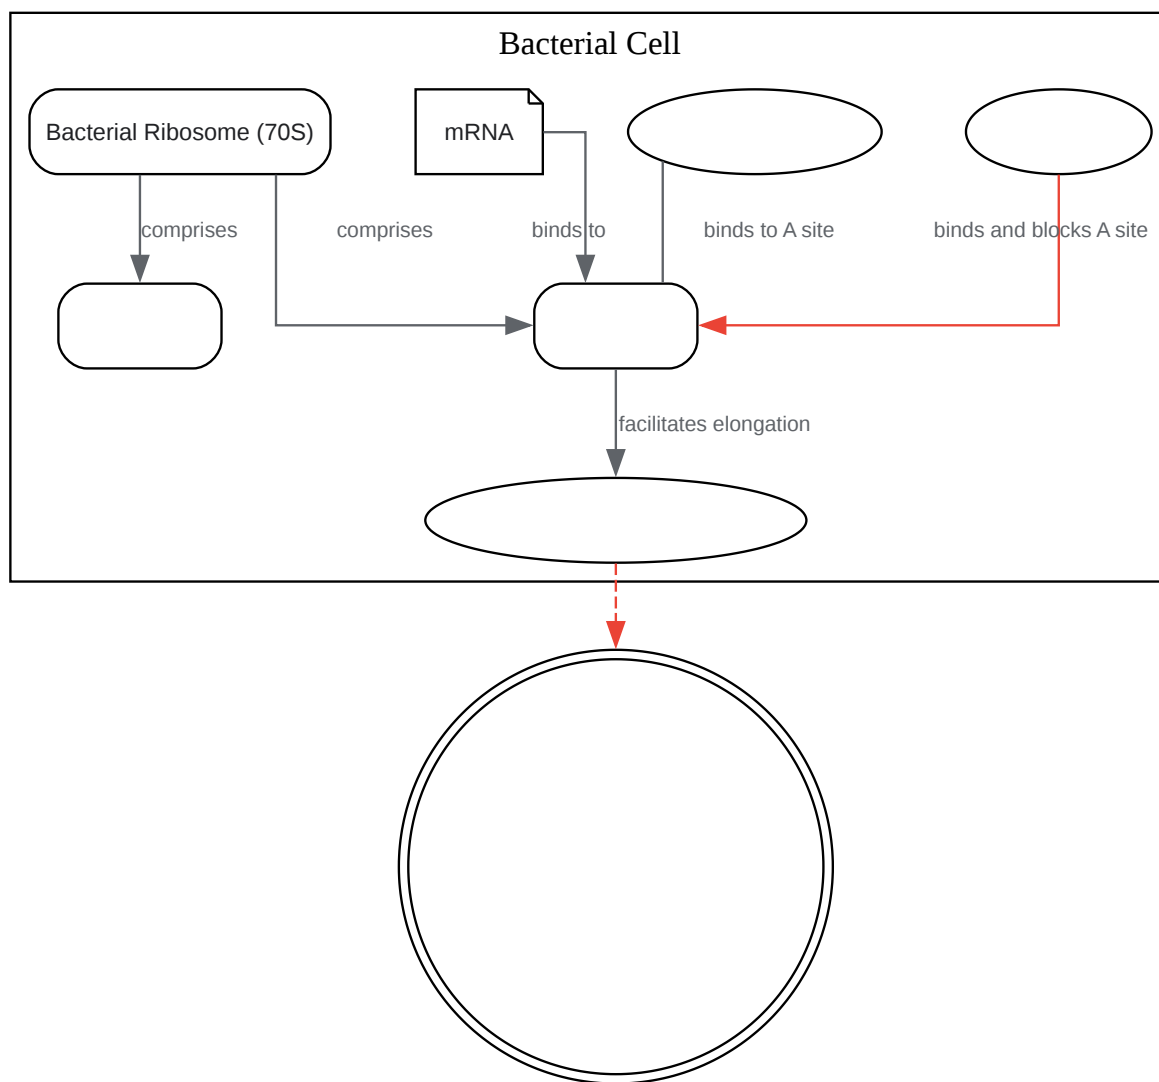 Bacterial Cell
Bacterial Ribosome (70S)
mRNA
comprises
comprises
binds to
binds to A site
binds and blocks A site
facilitates elongation